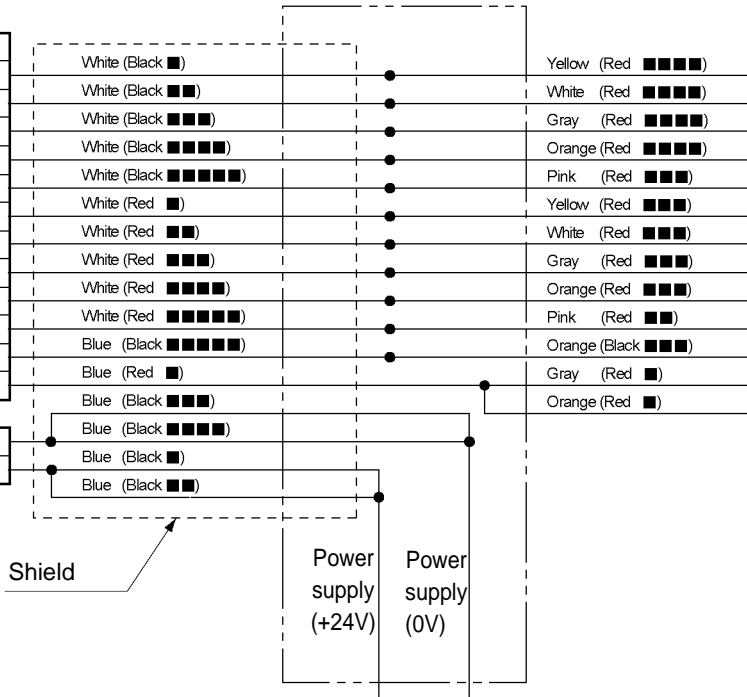 White (Black ■) Yellow (Red ■■■■)
White (Black ■■) White (Red ■■■■)
White (Black ■■■) Gray (Red ■■■■)
White (Black ■■■■) Orange (Red ■■■■)
White (Black ■■■■■) Pink (Red ■■■)
White (Red ■) Yellow (Red ■■■)
White (Red ■■) White (Red ■■■)
White (Red ■■■) Gray (Red ■■■)
White (Red ■■■■) Orange (Red ■■■)
White (Red ■■■■■) Pink (Red ■■)
Blue (Black ■■■■■) Orange (Black ■■■)
Blue (Red ■) Gray (Red ■)
Blue (Black ■■■) Orange (Red ■)
Blue (Black ■■■■)
Blue (Black ■)
Blue (Black ■■)
Shield
Power
supply
(+24V)
Power
supply
(0V)